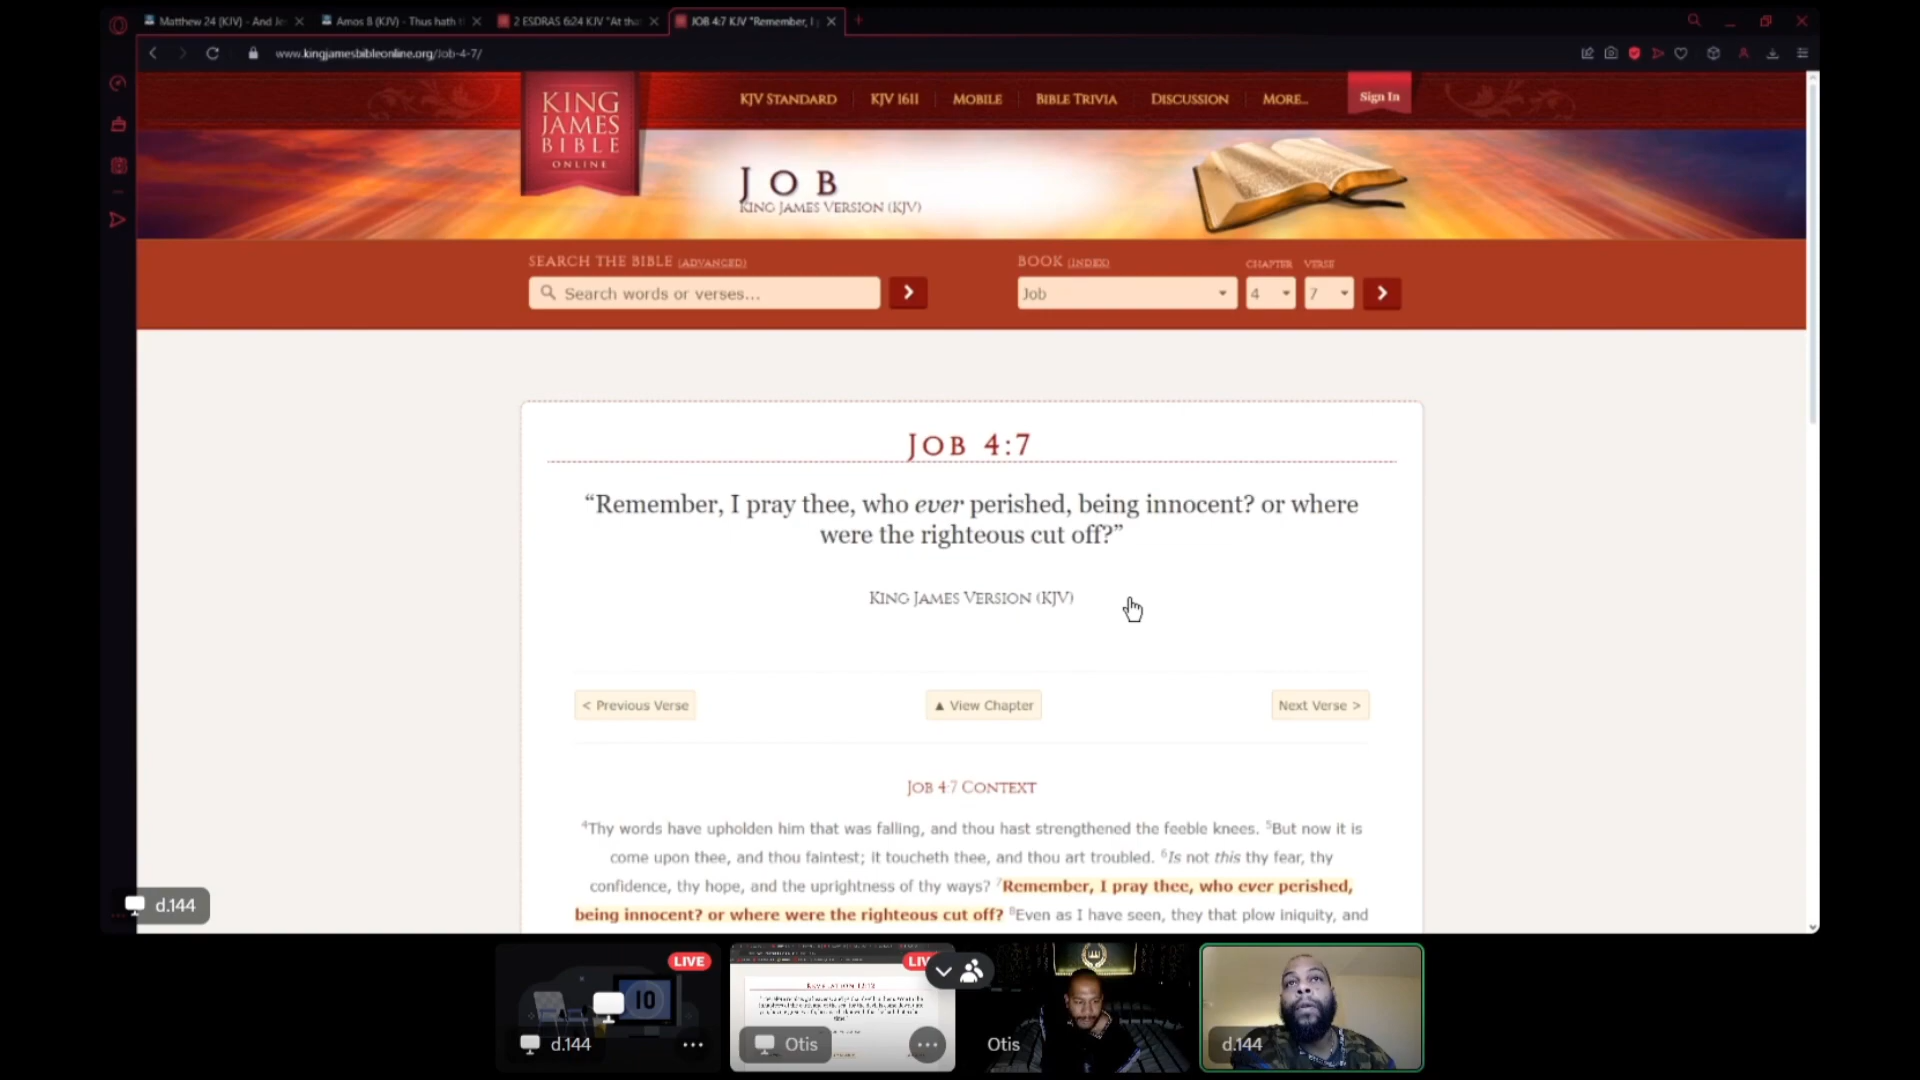 Matthew 24 (KJV) - And Je
Amos 8 (KJV) - Thus hath t
2 ESDRAS 6:24 KJV "At tha
JOB 4:7 KJV "Remember, I p
www.kingjamesbibleonline.org/Job-4-7/
KING
JAMES
BIBLE
ONLINE
KJV STANDARD
KJV 1611
MOBILE
BIBLE TRIVIA
DISCUSSION
MORE...
Sign In
JOB
KING JAMES VERSION (KJV)
SEARCH THE BIBLE (ADVANCED)
BOOK (INDEX)
CHAPTER
VERSE
Search words or verses...
Job
4
7
JOB 4:7
“Remember, I pray thee, who ever perished, being innocent? or where
were the righteous cut off?”
KING JAMES VERSION (KJV)
< Previous Verse
▲ View Chapter
Next Verse >
JOB 4:7 CONTEXT
⁴Thy words have upholden him that was falling, and thou hast strengthened the feeble knees. ⁵But now it is
come upon thee, and thou faintest; it toucheth thee, and thou art troubled. ⁶Is not this thy fear, thy
confidence, thy hope, and the uprightness of thy ways? ⁷Remember, I pray thee, who ever perished,
being innocent? or where were the righteous cut off? ⁸Even as I have seen, they that plow iniquity, and
d.144
LIVE
10
d.144
LIV
REVELATION 12:12
Otis
Otis
d.144